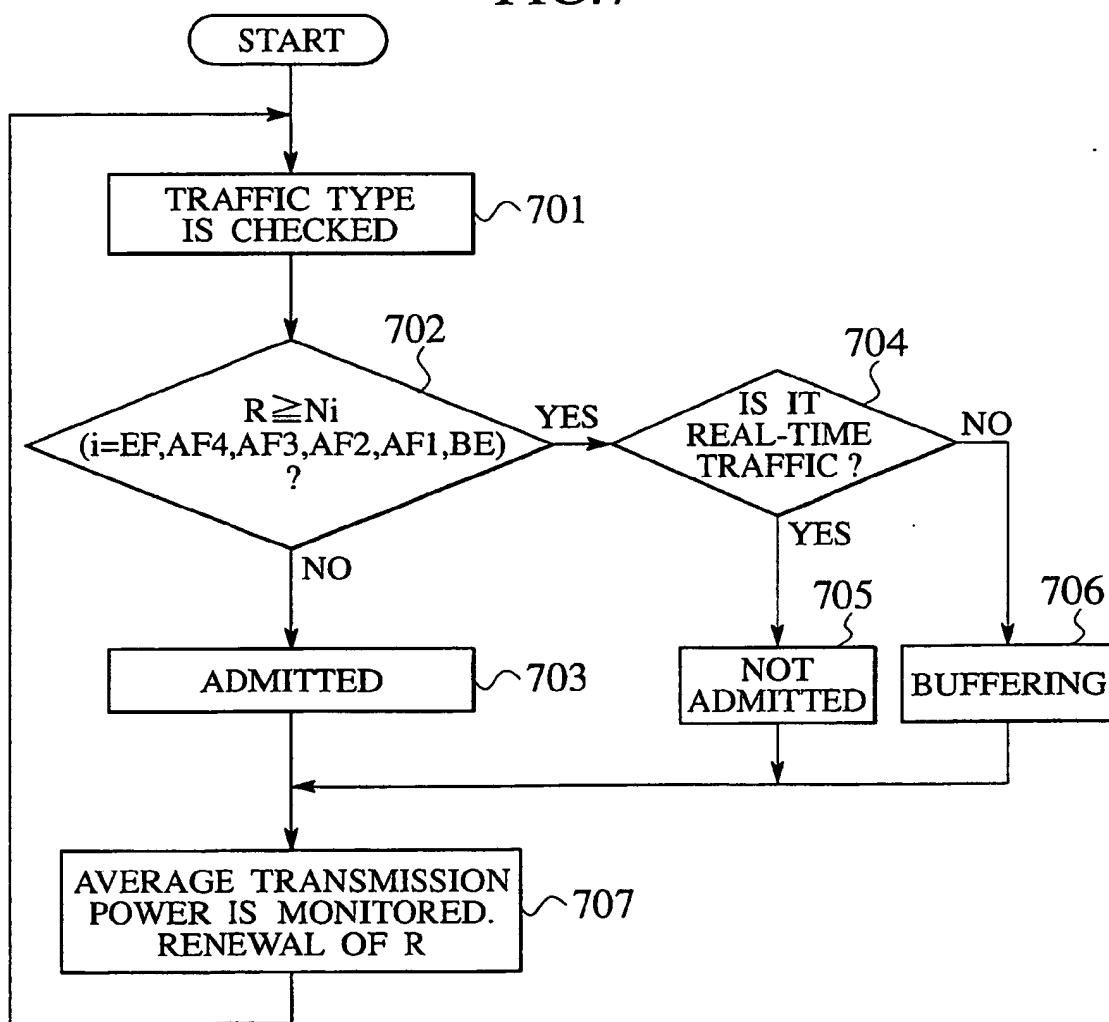 START
TRAFFIC TYPE
IS CHECKED
701
702
R≧Ni
(i=EF,AF4,AF3,AF2,AF1,BE)
?
YES
NO
704
IS IT
REAL-TIME
TRAFFIC ?
NO
YES
ADMITTED
703
705
NOT
ADMITTED
706
BUFFERING
AVERAGE TRANSMISSION
POWER IS MONITORED.
RENEWAL OF R
707